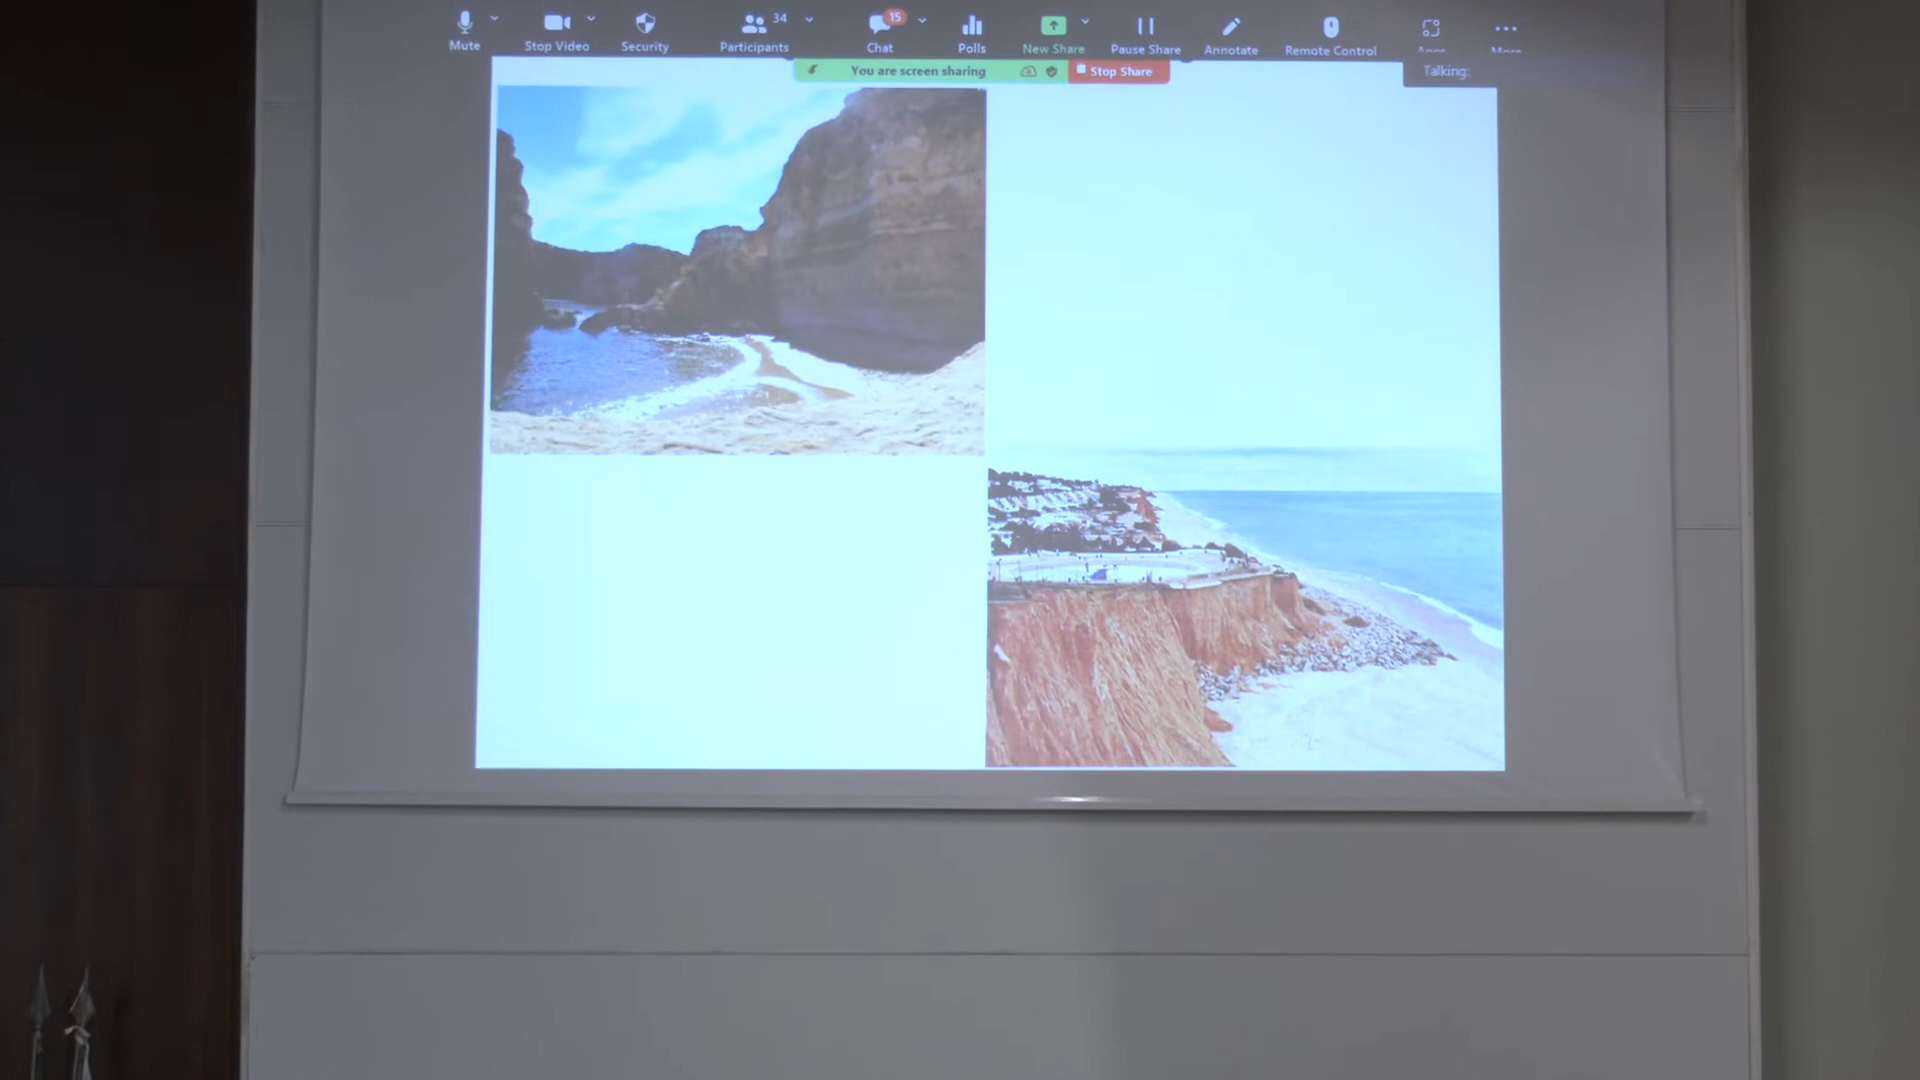 Mute
Stop Video
Security
34
Participants
15
Chat
Polls
New Share
Pause Share
Annotate
Remote Control
You are screen sharing
Stop Share
Talking: